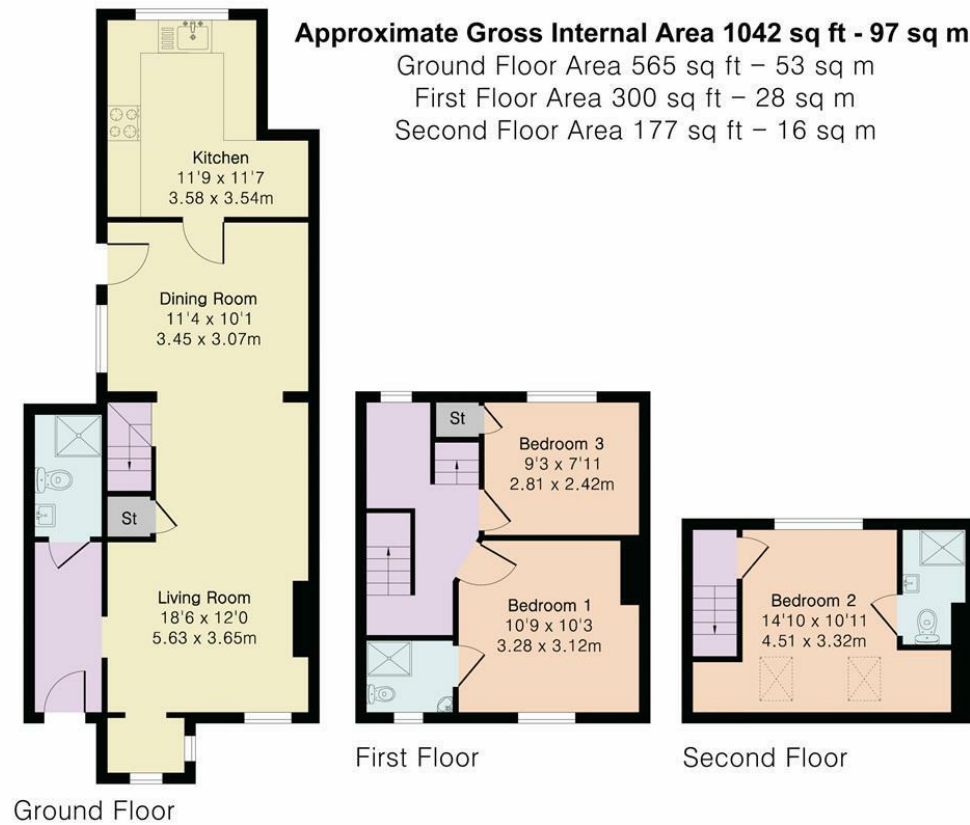 Approximate Gross Internal Area 1042 sq ft - 97 sq m
Ground Floor Area 565 sq ft – 53 sq m
First Floor Area 300 sq ft – 28 sq m
Second Floor Area 177 sq ft – 16 sq m
Kitchen
11'9 x 11'7
3.58 x 3.54m
Dining Room
11'4 x 10'1
3.45 x 3.07m
St
Living Room
18'6 x 12'0
5.63 x 3.65m
Ground Floor
St
Bedroom 3
9'3 x 7'11
2.81 x 2.42m
Bedroom 1
10'9 x 10'3
3.28 x 3.12m
First Floor
Bedroom 2
14'10 x 10'11
4.51 x 3.32m
Second Floor